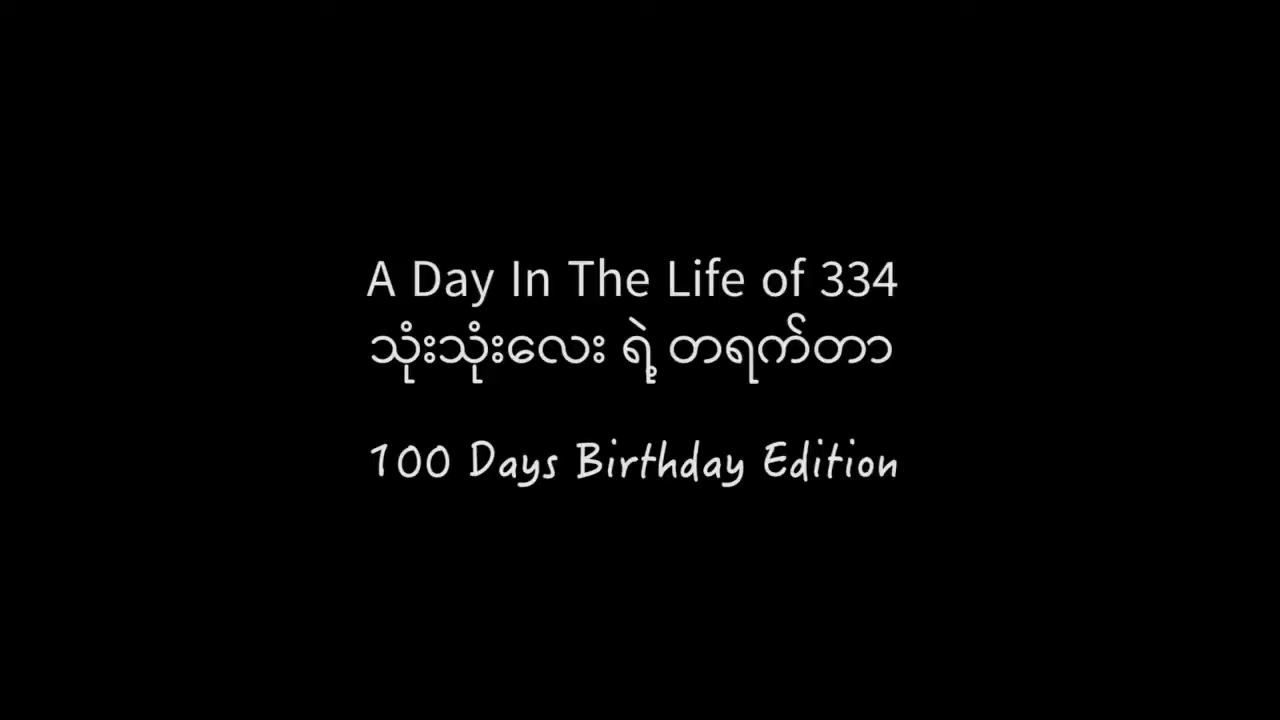 A Day In The Life of 334
သုံးသုံးလေး ရဲ့ တရက်တာ
100 Days Birthday Edition